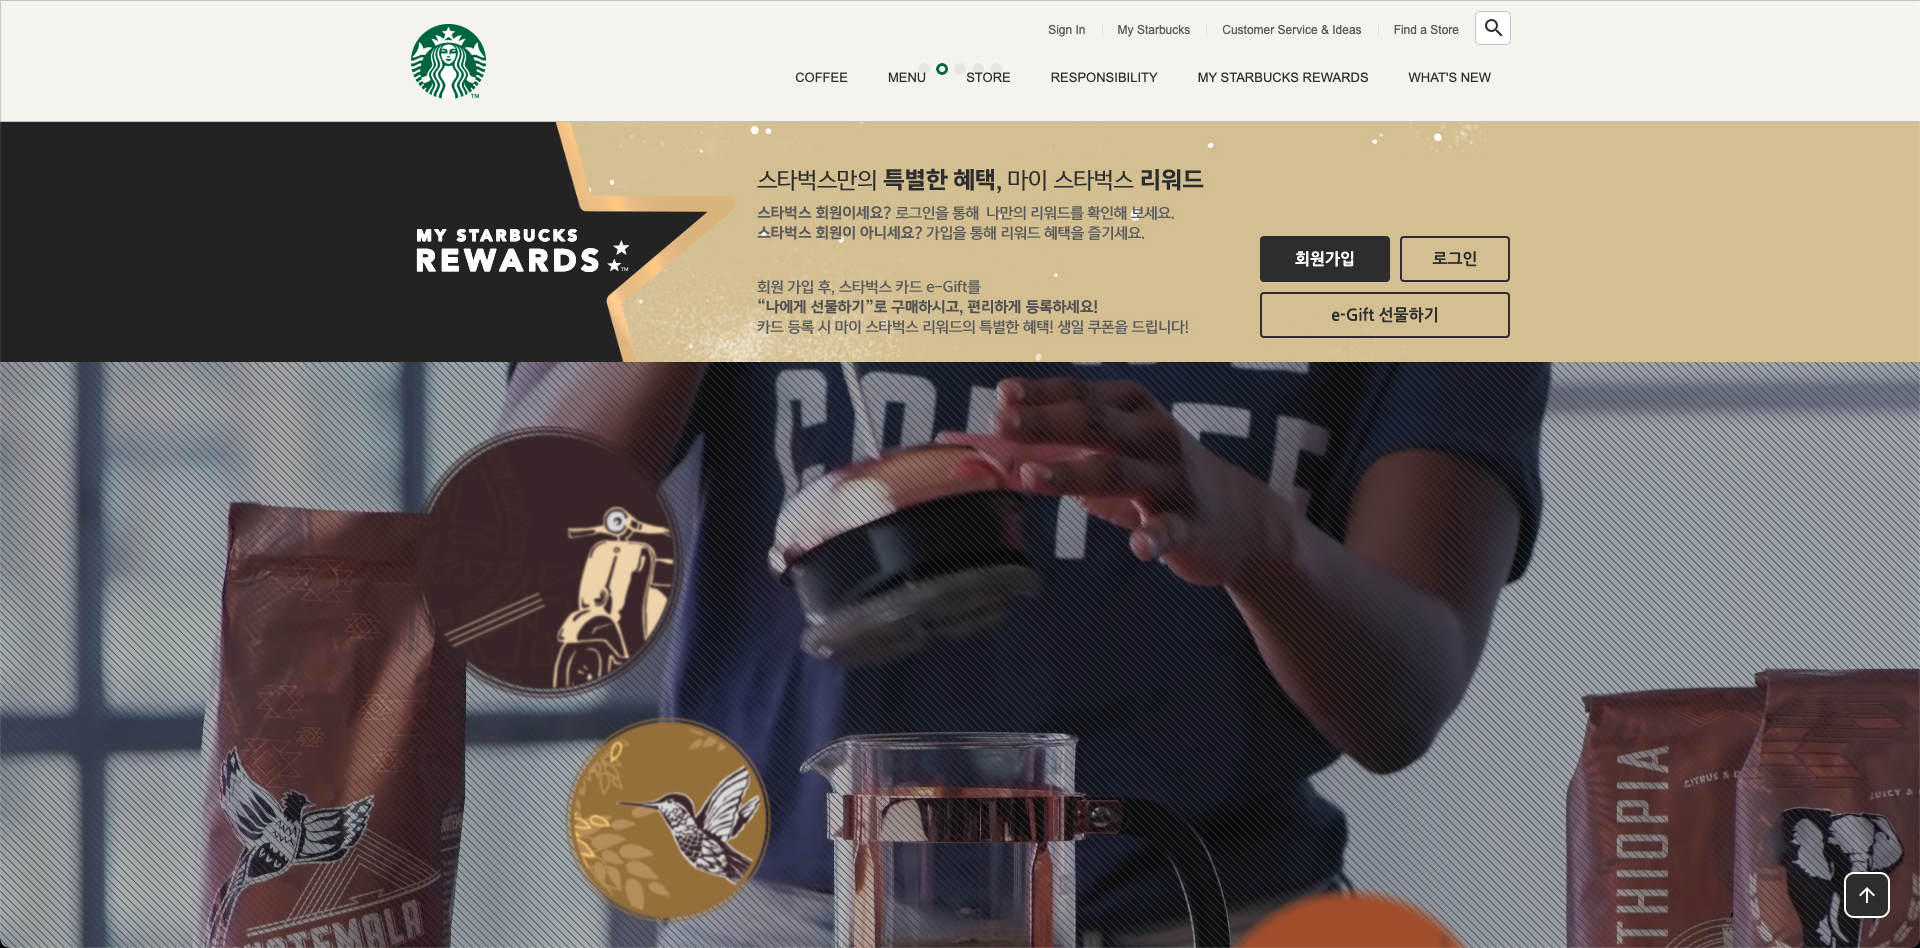 Sign In
My Starbucks
Customer Service & Ideas
Find a Store
COFFEE
MENU
STORE
RESPONSIBILITY
MY STARBUCKS REWARDS
WHAT'S NEW
MY STARBUCKS
REWARDS TM
스타벅스만의 특별한 혜택, 마이 스타벅스 리워드
스타벅스 회원이세요? 로그인을 통해 나만의 리워드를 확인해 보세요.
스타벅스 회원이 아니세요? 가입을 통해 리워드 혜택을 즐기세요.
회원 가입 후, 스타벅스 카드 e-Gift를
“나에게 선물하기”로 구매하시고, 편리하게 등록하세요!
카드 등록 시 마이 스타벅스 리워드의 특별한 혜택! 생일 쿠폰을 드립니다!
회원가입
로그인
e-Gift 선물하기
THIOPIA
CITRUS &
JUICY &
GUATEMALA